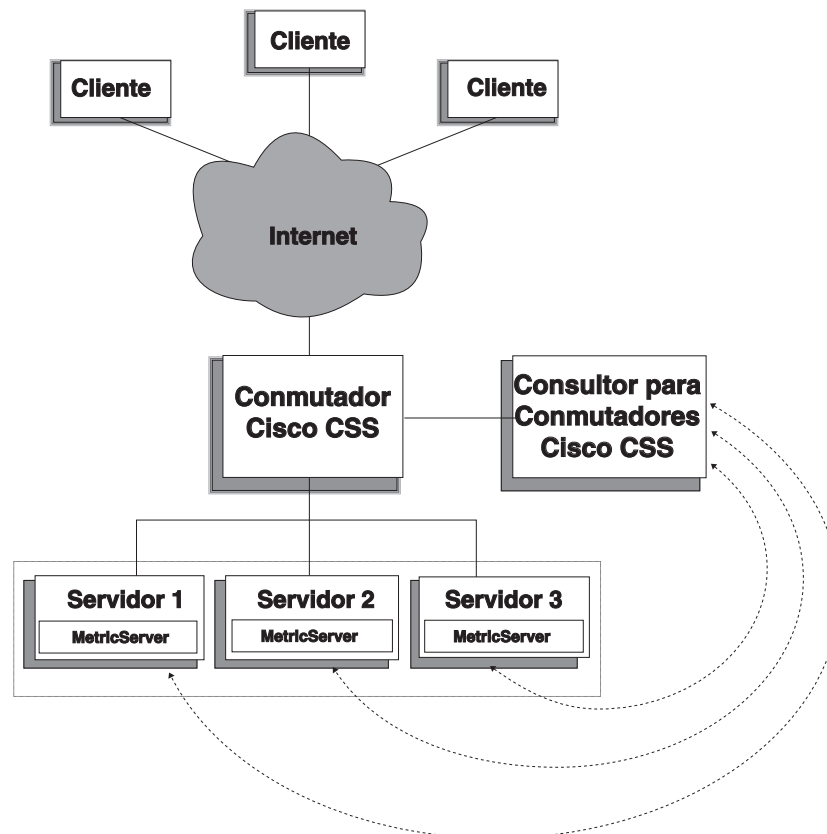 Cliente
Cliente
Cliente
Internet
Conmutador
Cisco CSS
Consultor para
Conmutadores
Cisco CSS
Servidor 1
MetricServer
Servidor 2
MetricServer
Servidor 3
MetricServer